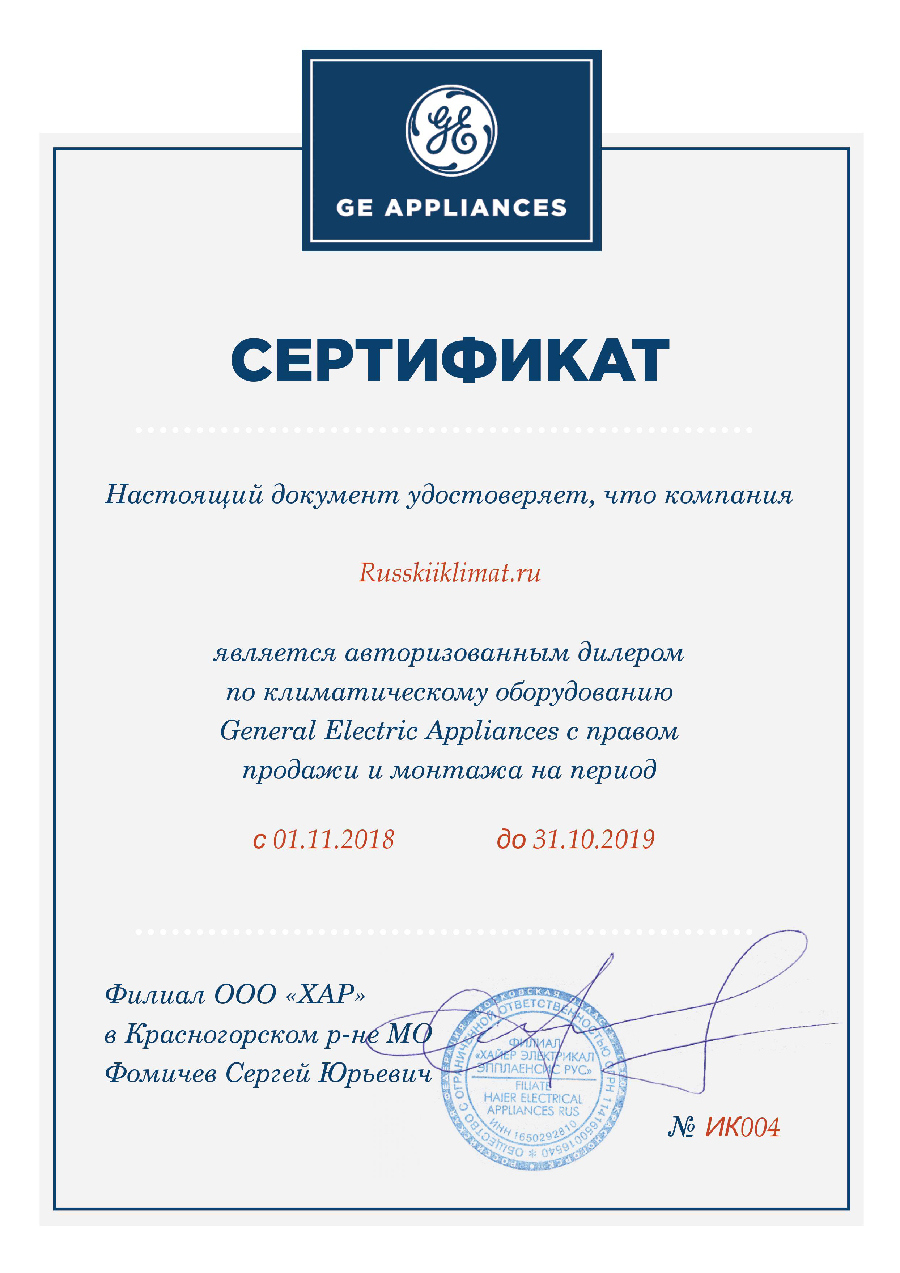 GE
GE APPLIANCES
СЕРТИФИКАТ
Настоящий документ удостоверяет, что компания
Russkiiklimat.ru
является авторизованным дилером
по климатическому оборудованию
General Electric Appliances с правом
продажи и монтажа на период
с 01.11.2018 до 31.10.2019
Филиал ООО «ХАР»
в Красногорском р-не МО
Фомичев Сергей Юрьевич
ОБЩЕСТВО С ОГРАНИЧЕННОЙ ОТВЕТСТВЕННОСТЬЮ ОГРН 1141650016540
ФИЛИАЛ
«ХАЙЕР ЭЛЕКТРИКАЛ
ЭППЛАЕНСИС РУС»
FILIATE
HAIER ELECTRICAL
APPLIANCES RUS
ИНН 1650292810
№ ИК004